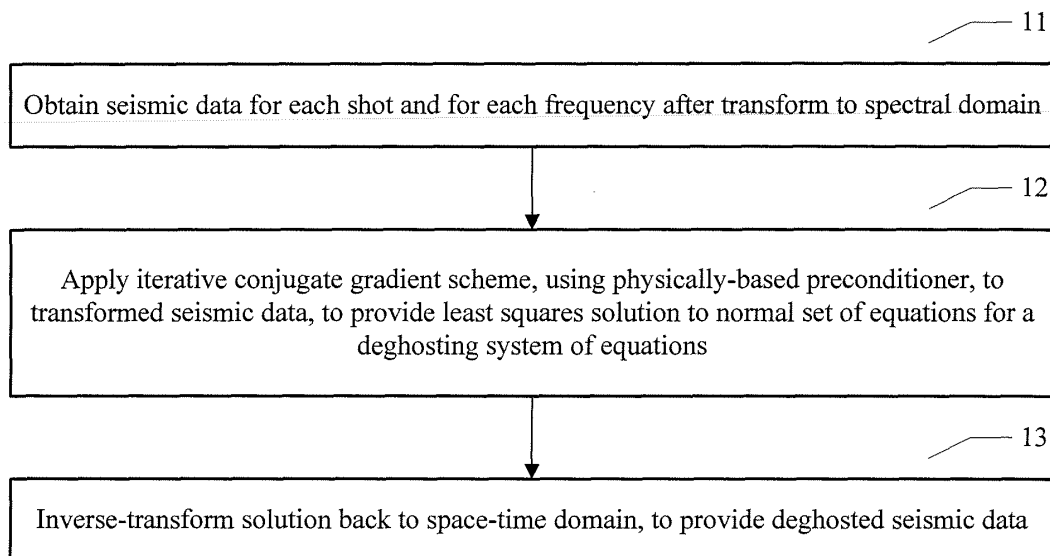 11
Obtain seismic data for each shot and for each frequency after transform to spectral domain
12
Apply iterative conjugate gradient scheme, using physically-based preconditioner, to
transformed seismic data, to provide least squares solution to normal set of equations for a
deghosting system of equations
13
Inverse-transform solution back to space-time domain, to provide deghosted seismic data